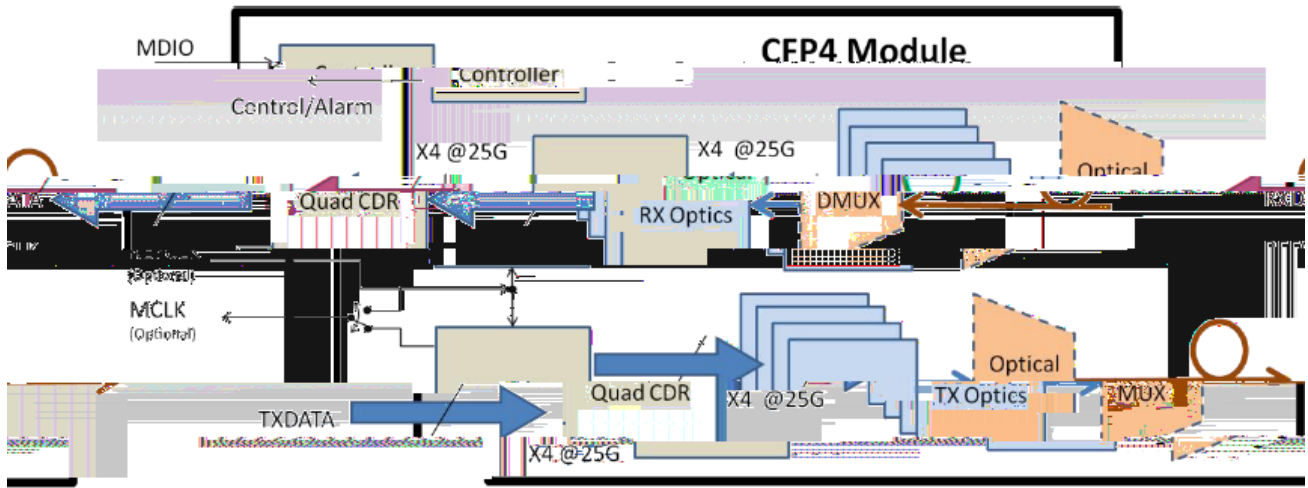 MDIO
CFP4 Module
Controller
Control/Alarm
X4 @25G
X4 @25G
Optical
Quad CDR
RX Optics
DMUX
(Optional)
MCLK
(Optional)
Optical
Quad CDR
X4 @25G
TX Optics
MUX
TXDATA
X4 @25G